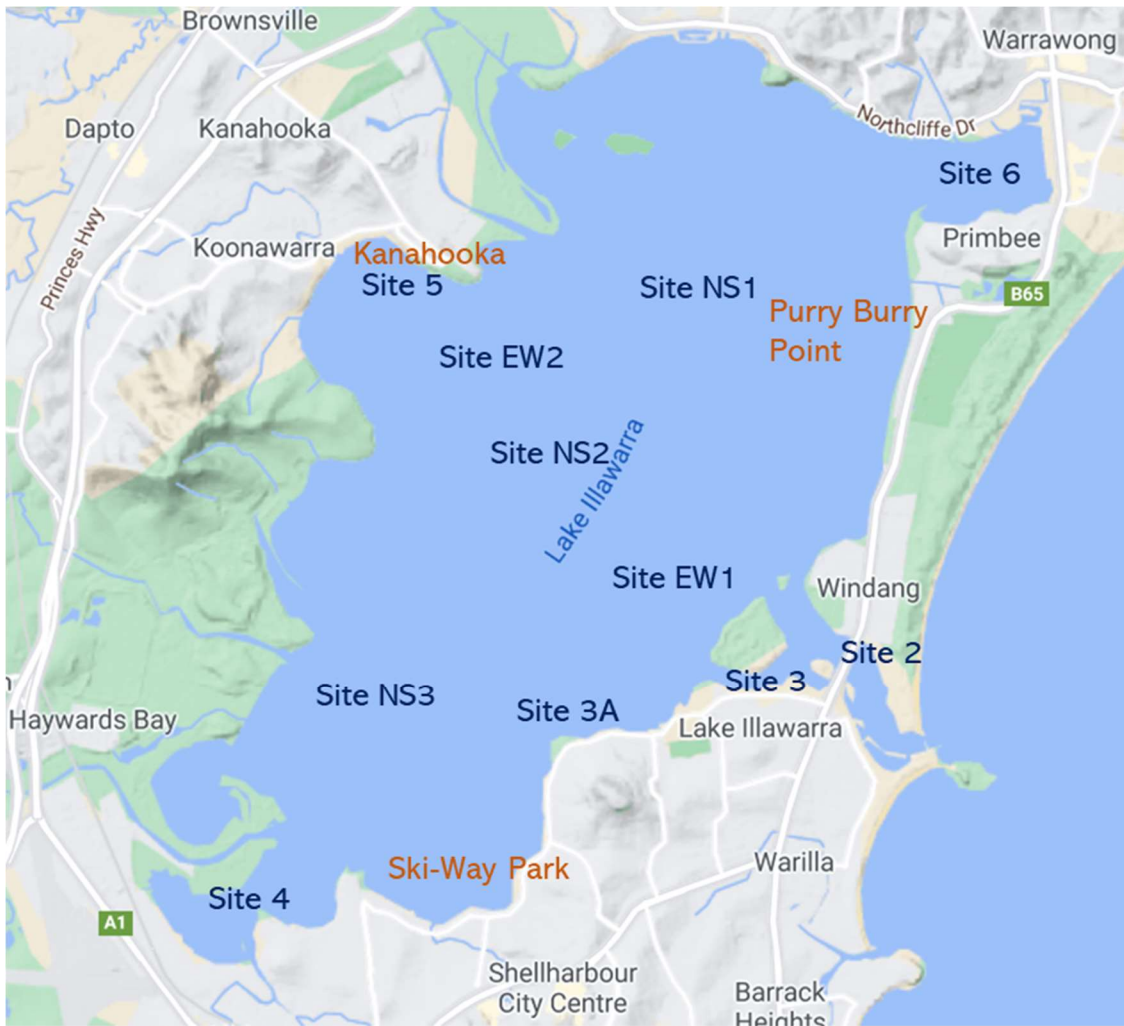 Brownsville
Warrawong
Dapto
Kanahooka
Northcliffe Dr
Site 6
Princes Hwy
Koonawarra
Kanahooka
Primbee
Site 5
Site NS1
B65
Purry Burry
Point
Site EW2
Site NS2
Lake Illawarra
Site EW1
Windang
Site 2
Site 3
Site NS3
Site 3A
Haywards Bay
Lake Illawarra
Ski-Way Park
Warilla
Site 4
A1
Shellharbour
City Centre
Barrack
Heights